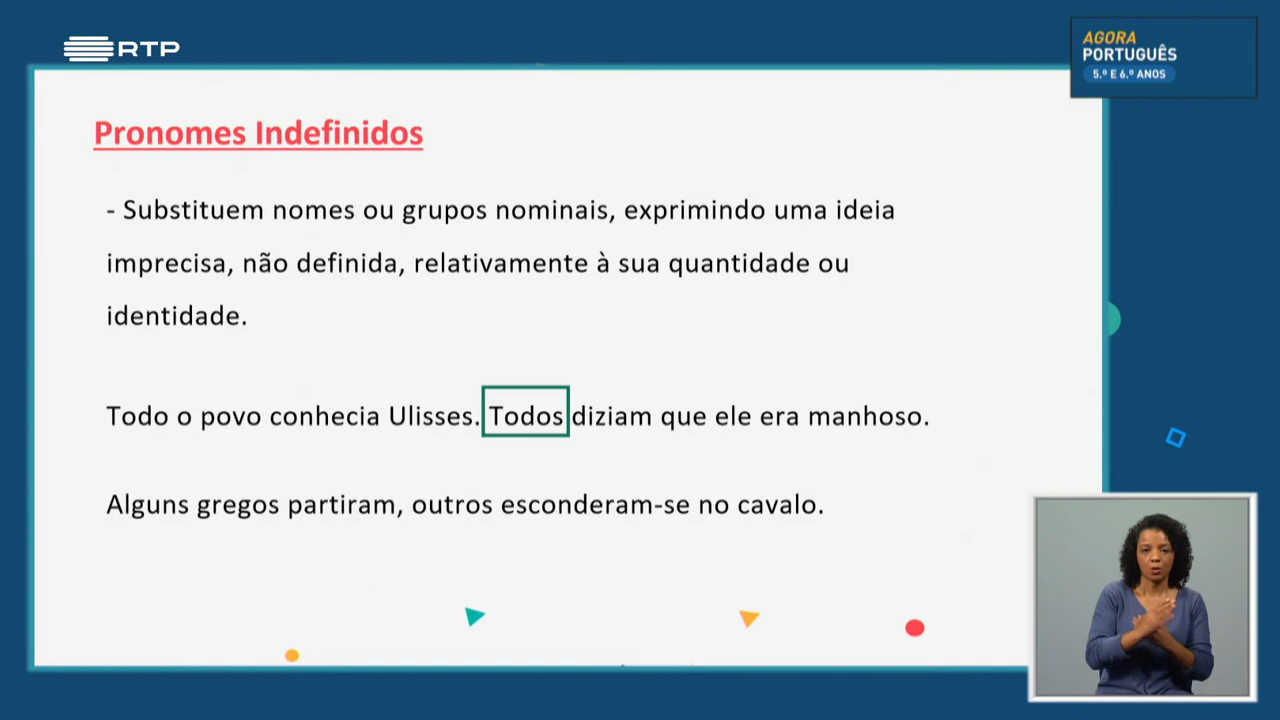 RTP
AGORA
PORTUGUÊS
5.º E 6.º ANOS
Pronomes Indefinidos
- Substituem nomes ou grupos nominais, exprimindo uma ideia
imprecisa, não definida, relativamente à sua quantidade ou
identidade.
Todo o povo conhecia Ulisses. Todos diziam que ele era manhoso.
Alguns gregos partiram, outros esconderam-se no cavalo.